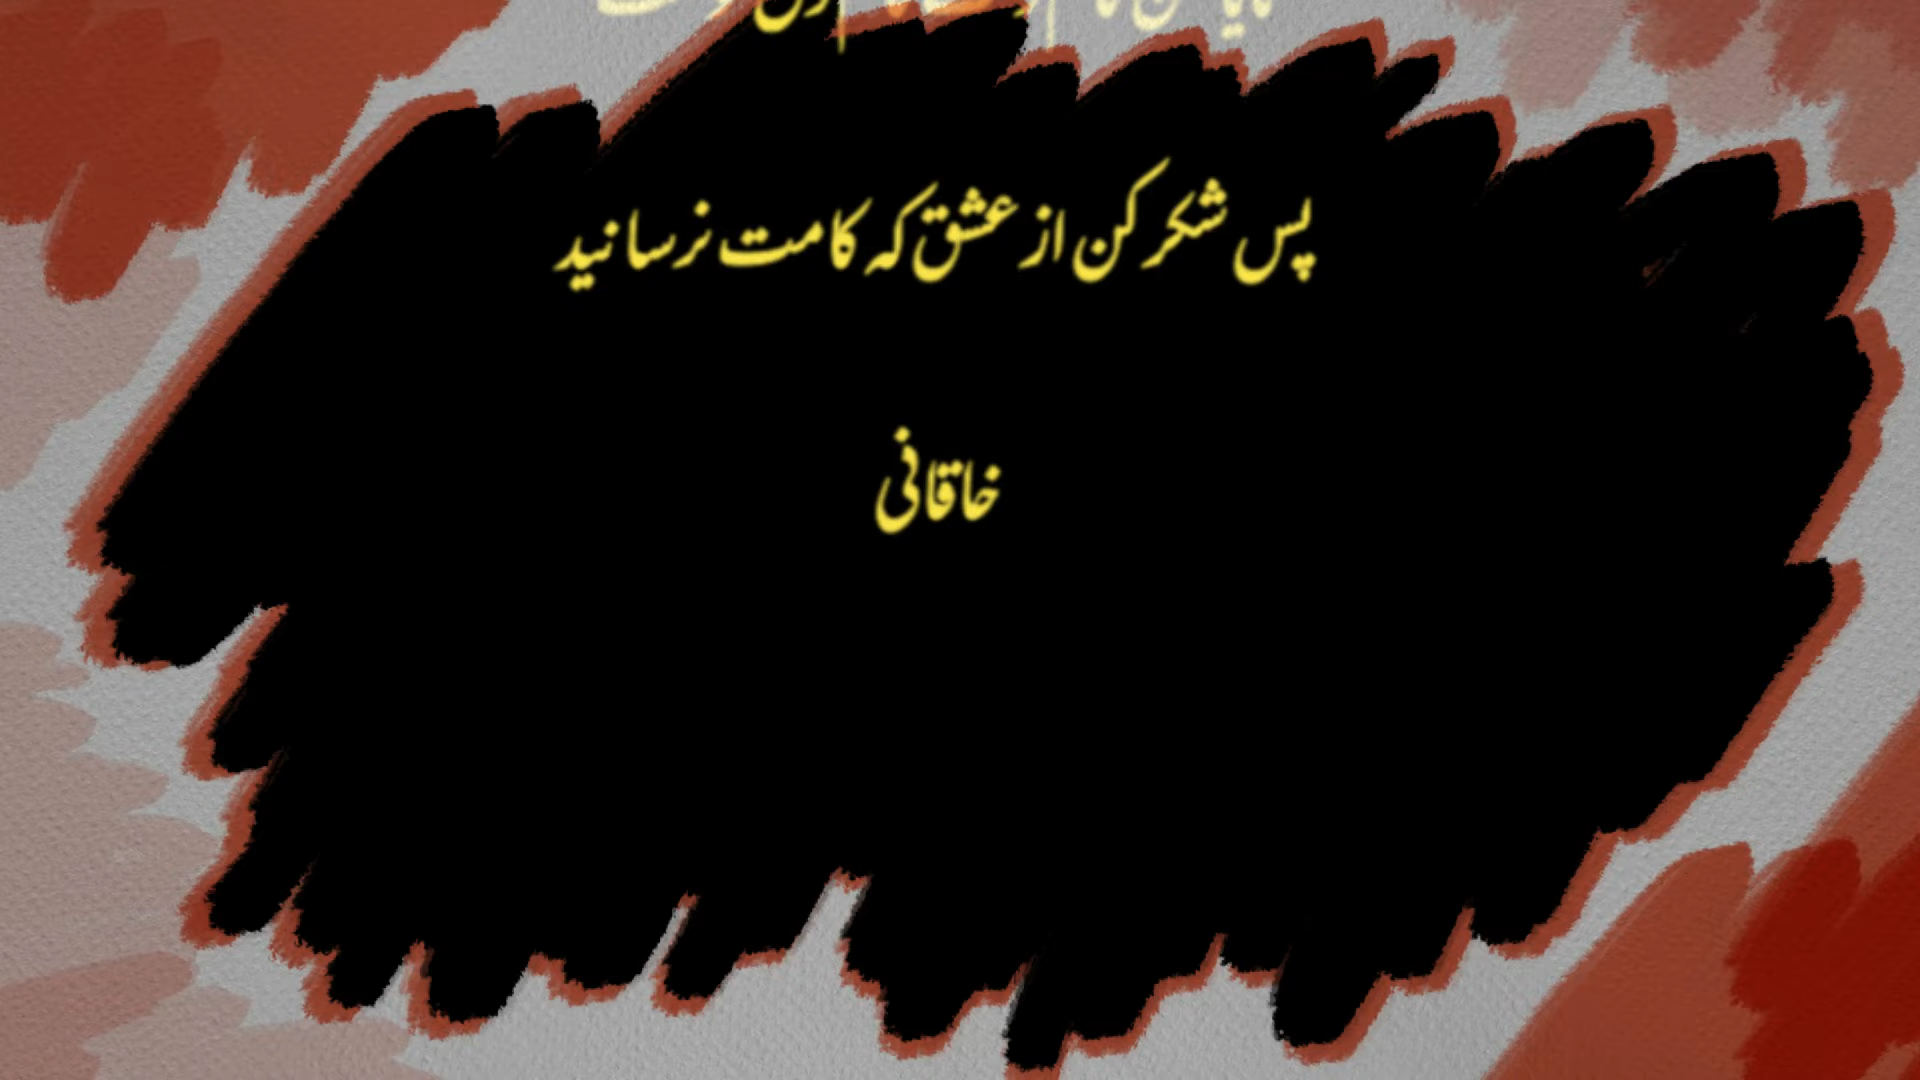 پس شکر کن از عشق که کامت نرسانید
خاقانی